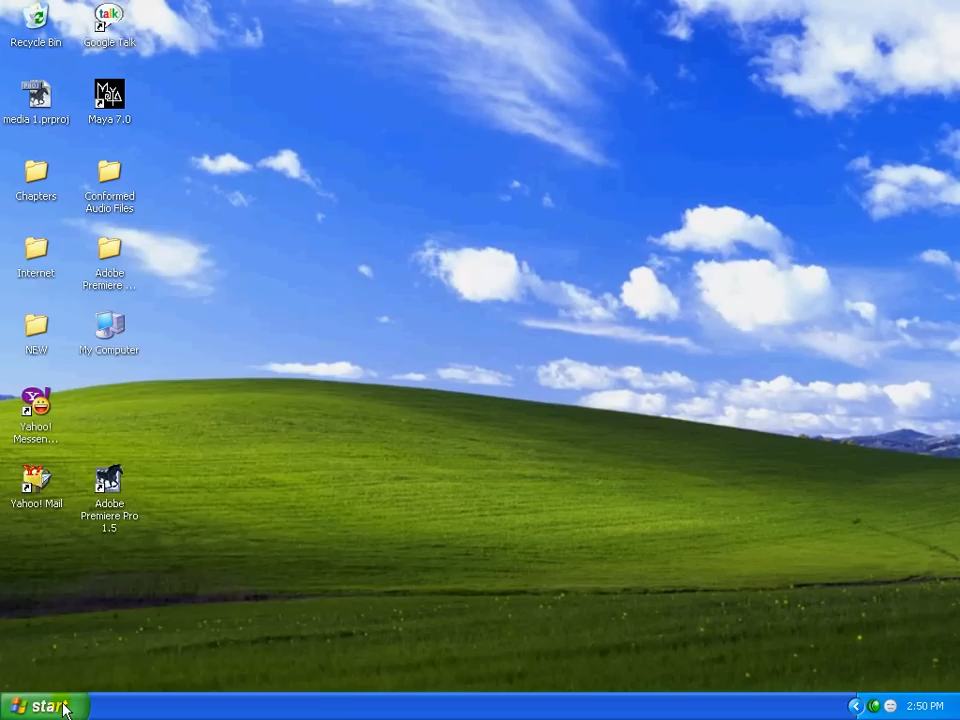 Recycle Bin
talk
Google Talk
media 1.prproj
Maya 7.0
Chapters
Conformed
Audio Files
Internet
Adobe
Premiere ...
NEW
My Computer
Yahoo!
Messen...
Yahoo! Mail
Adobe
Premiere Pro
1.5
start
2:50 PM